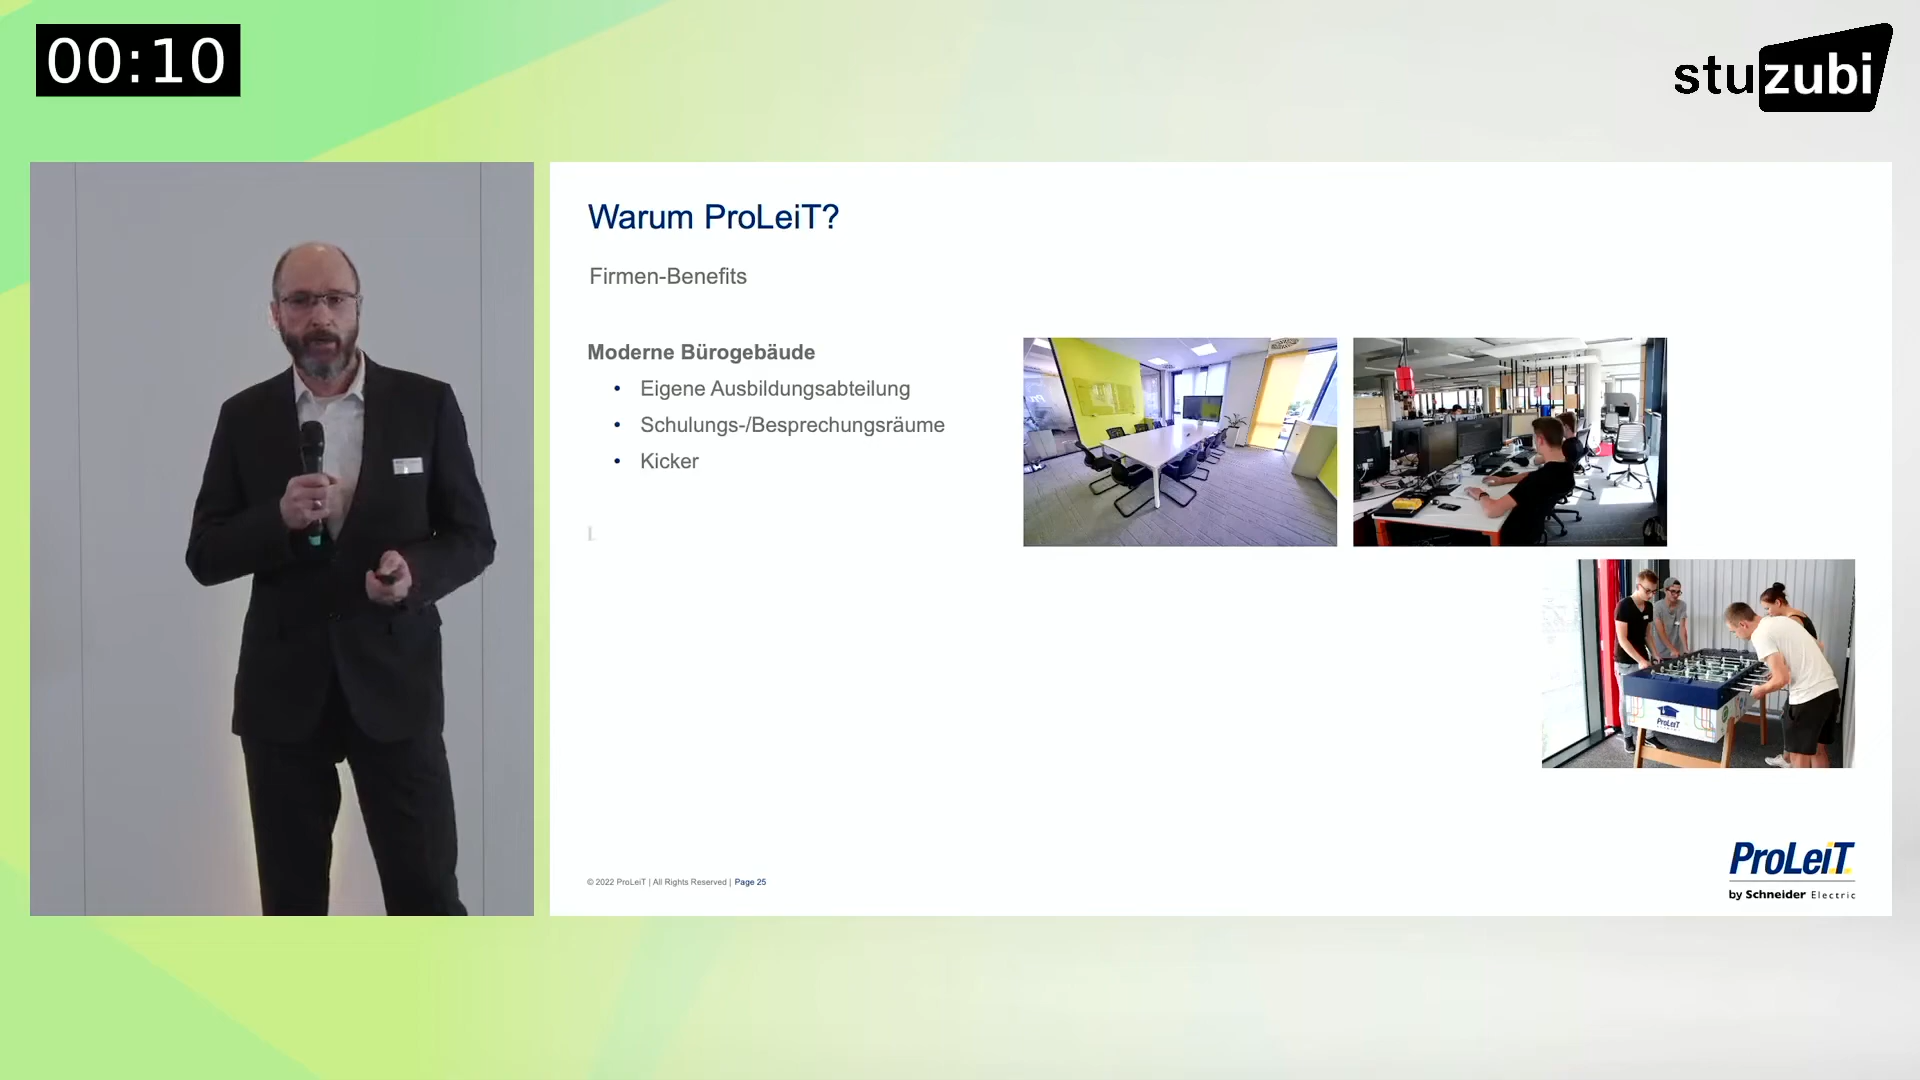 00:10
stuzubi
Warum ProLeiT?
Firmen-Benefits
Moderne Bürogebäude
• Eigene Ausbildungsabteilung
• Schulungs-/Besprechungsräume
• Kicker
L
ProLeiT
© 2022 ProLeiT | All Rights Reserved | Page 25
ProLeiT
by Schneider Electric